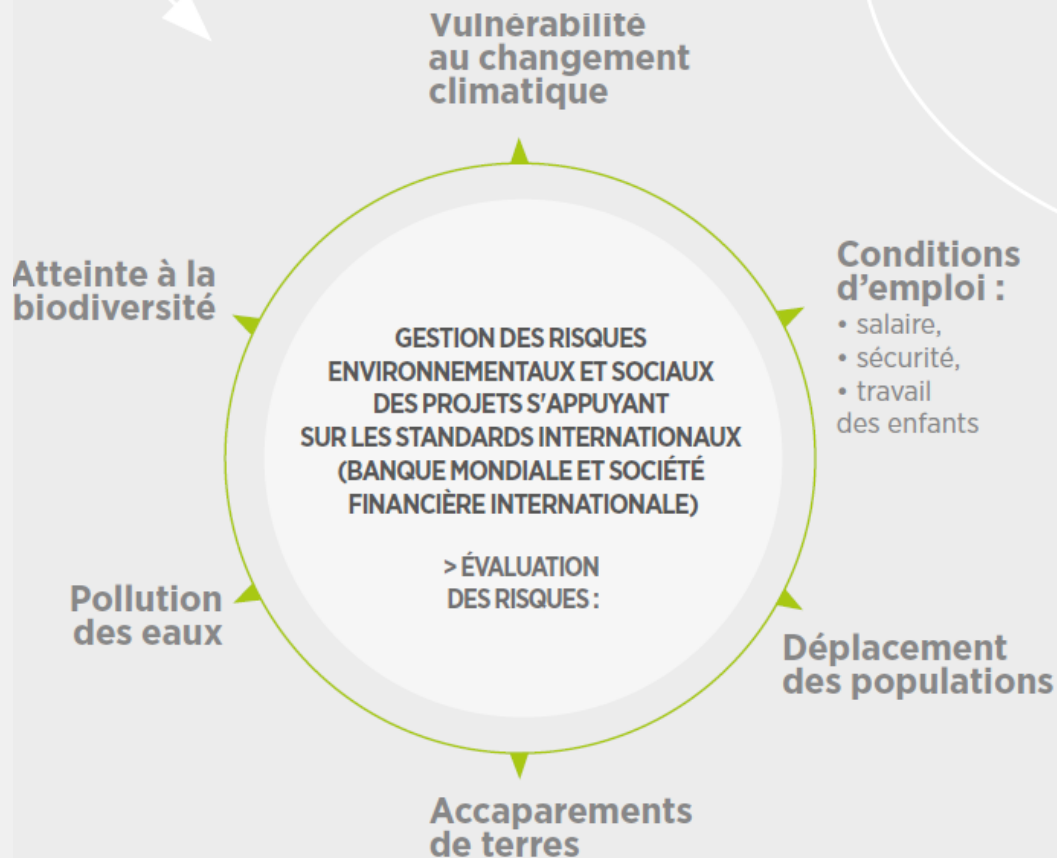 Vulnérabilité
au changement
climatique
Conditions
d’emploi :
• salaire,
• sécurité,
• travail
des enfants
Déplacement
des populations
Accaparements
de terres
Pollution
des eaux
Atteinte à la
biodiversité
GESTION DES RISQUES
ENVIRONNEMENTAUX ET SOCIAUX
DES PROJETS S'APPUYANT
SUR LES STANDARDS INTERNATIONAUX
(BANQUE MONDIALE ET SOCIÉTÉ
FINANCIÈRE INTERNATIONALE)
> ÉVALUATION
DES RISQUES :